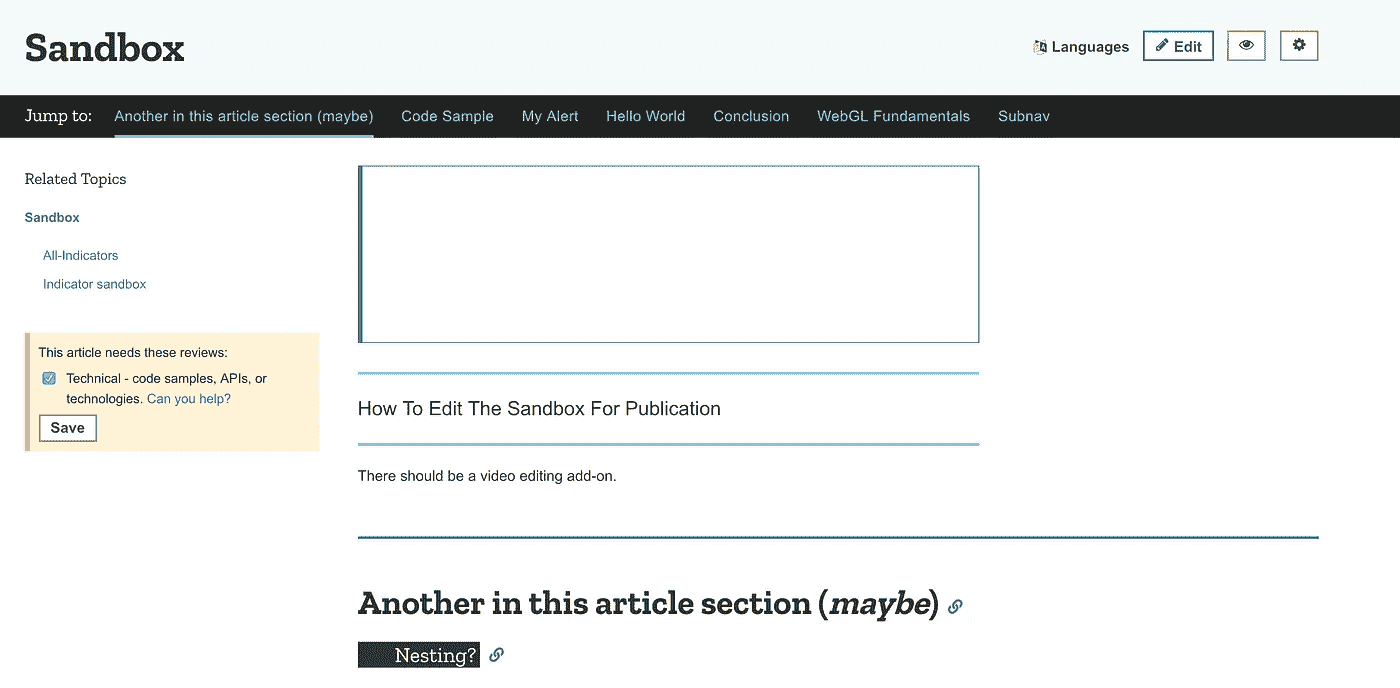 Sandbox
Languages
Edit
Jump to: Another in this article section (maybe) Code Sample My Alert Hello World Conclusion WebGL Fundamentals Subnav
Related Topics
Sandbox
All-Indicators
Indicator sandbox
This article needs these reviews:
Technical - code samples, APIs, or
technologies. Can you help?
Save
How To Edit The Sandbox For Publication
There should be a video editing add-on.
Another in this article section (maybe)
Nesting?